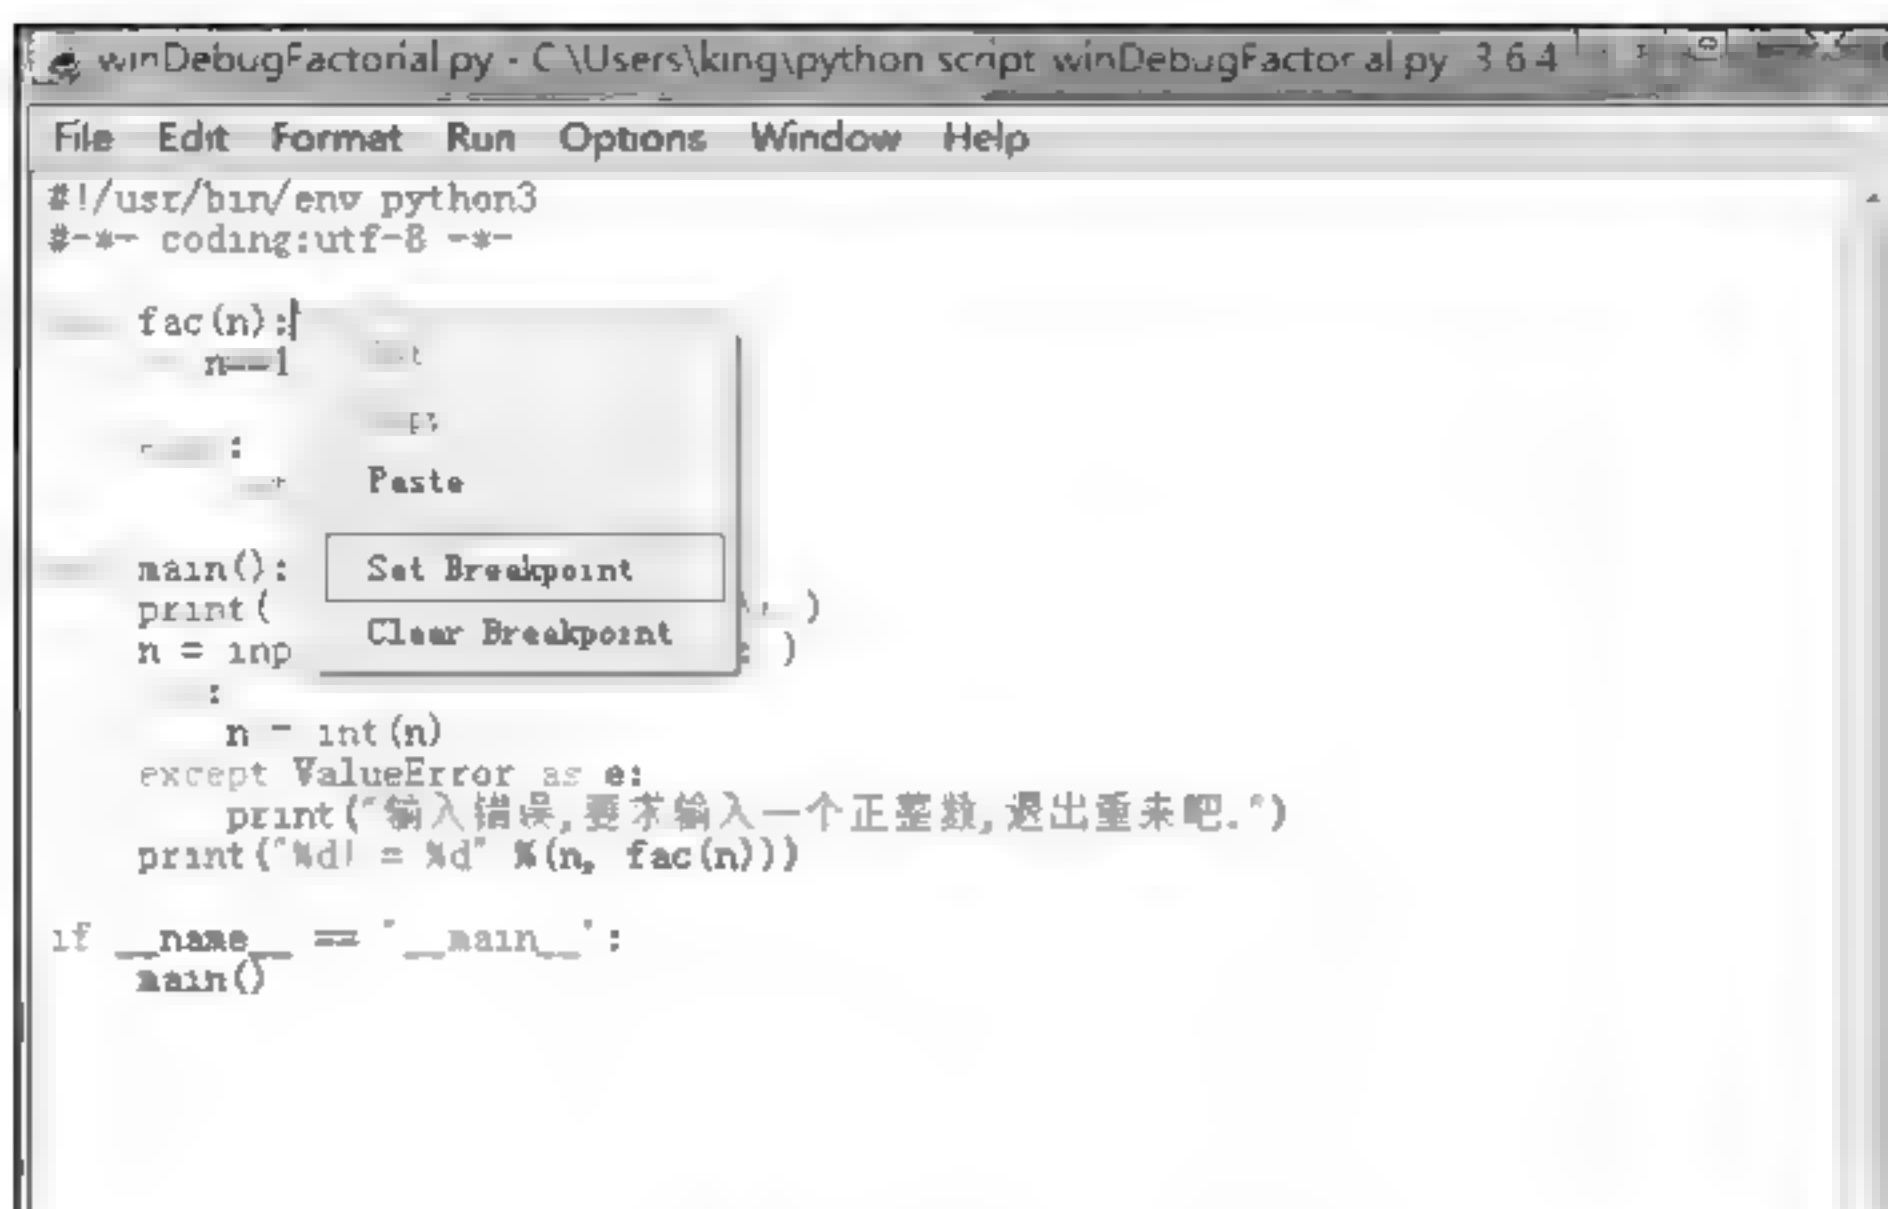 winDebugFactorial.py - C:\Users\king\python script\winDebugFactorial.py 3.6.4
File Edit Format Run Options Window Help
#!/usr/bin/env python3
#-*- coding:utf-8 -*-
fac(n):
n==1
:
Paste
Set Breakpoint
Clear Breakpoint
main():
print( )
n = inp )
:
n = int(n)
except ValueError as e:
print("输入错误,要求输入一个正整数,退出重来吧.")
print("%d! = %d" %(n, fac(n)))
if __name__ == '__main__':
main()